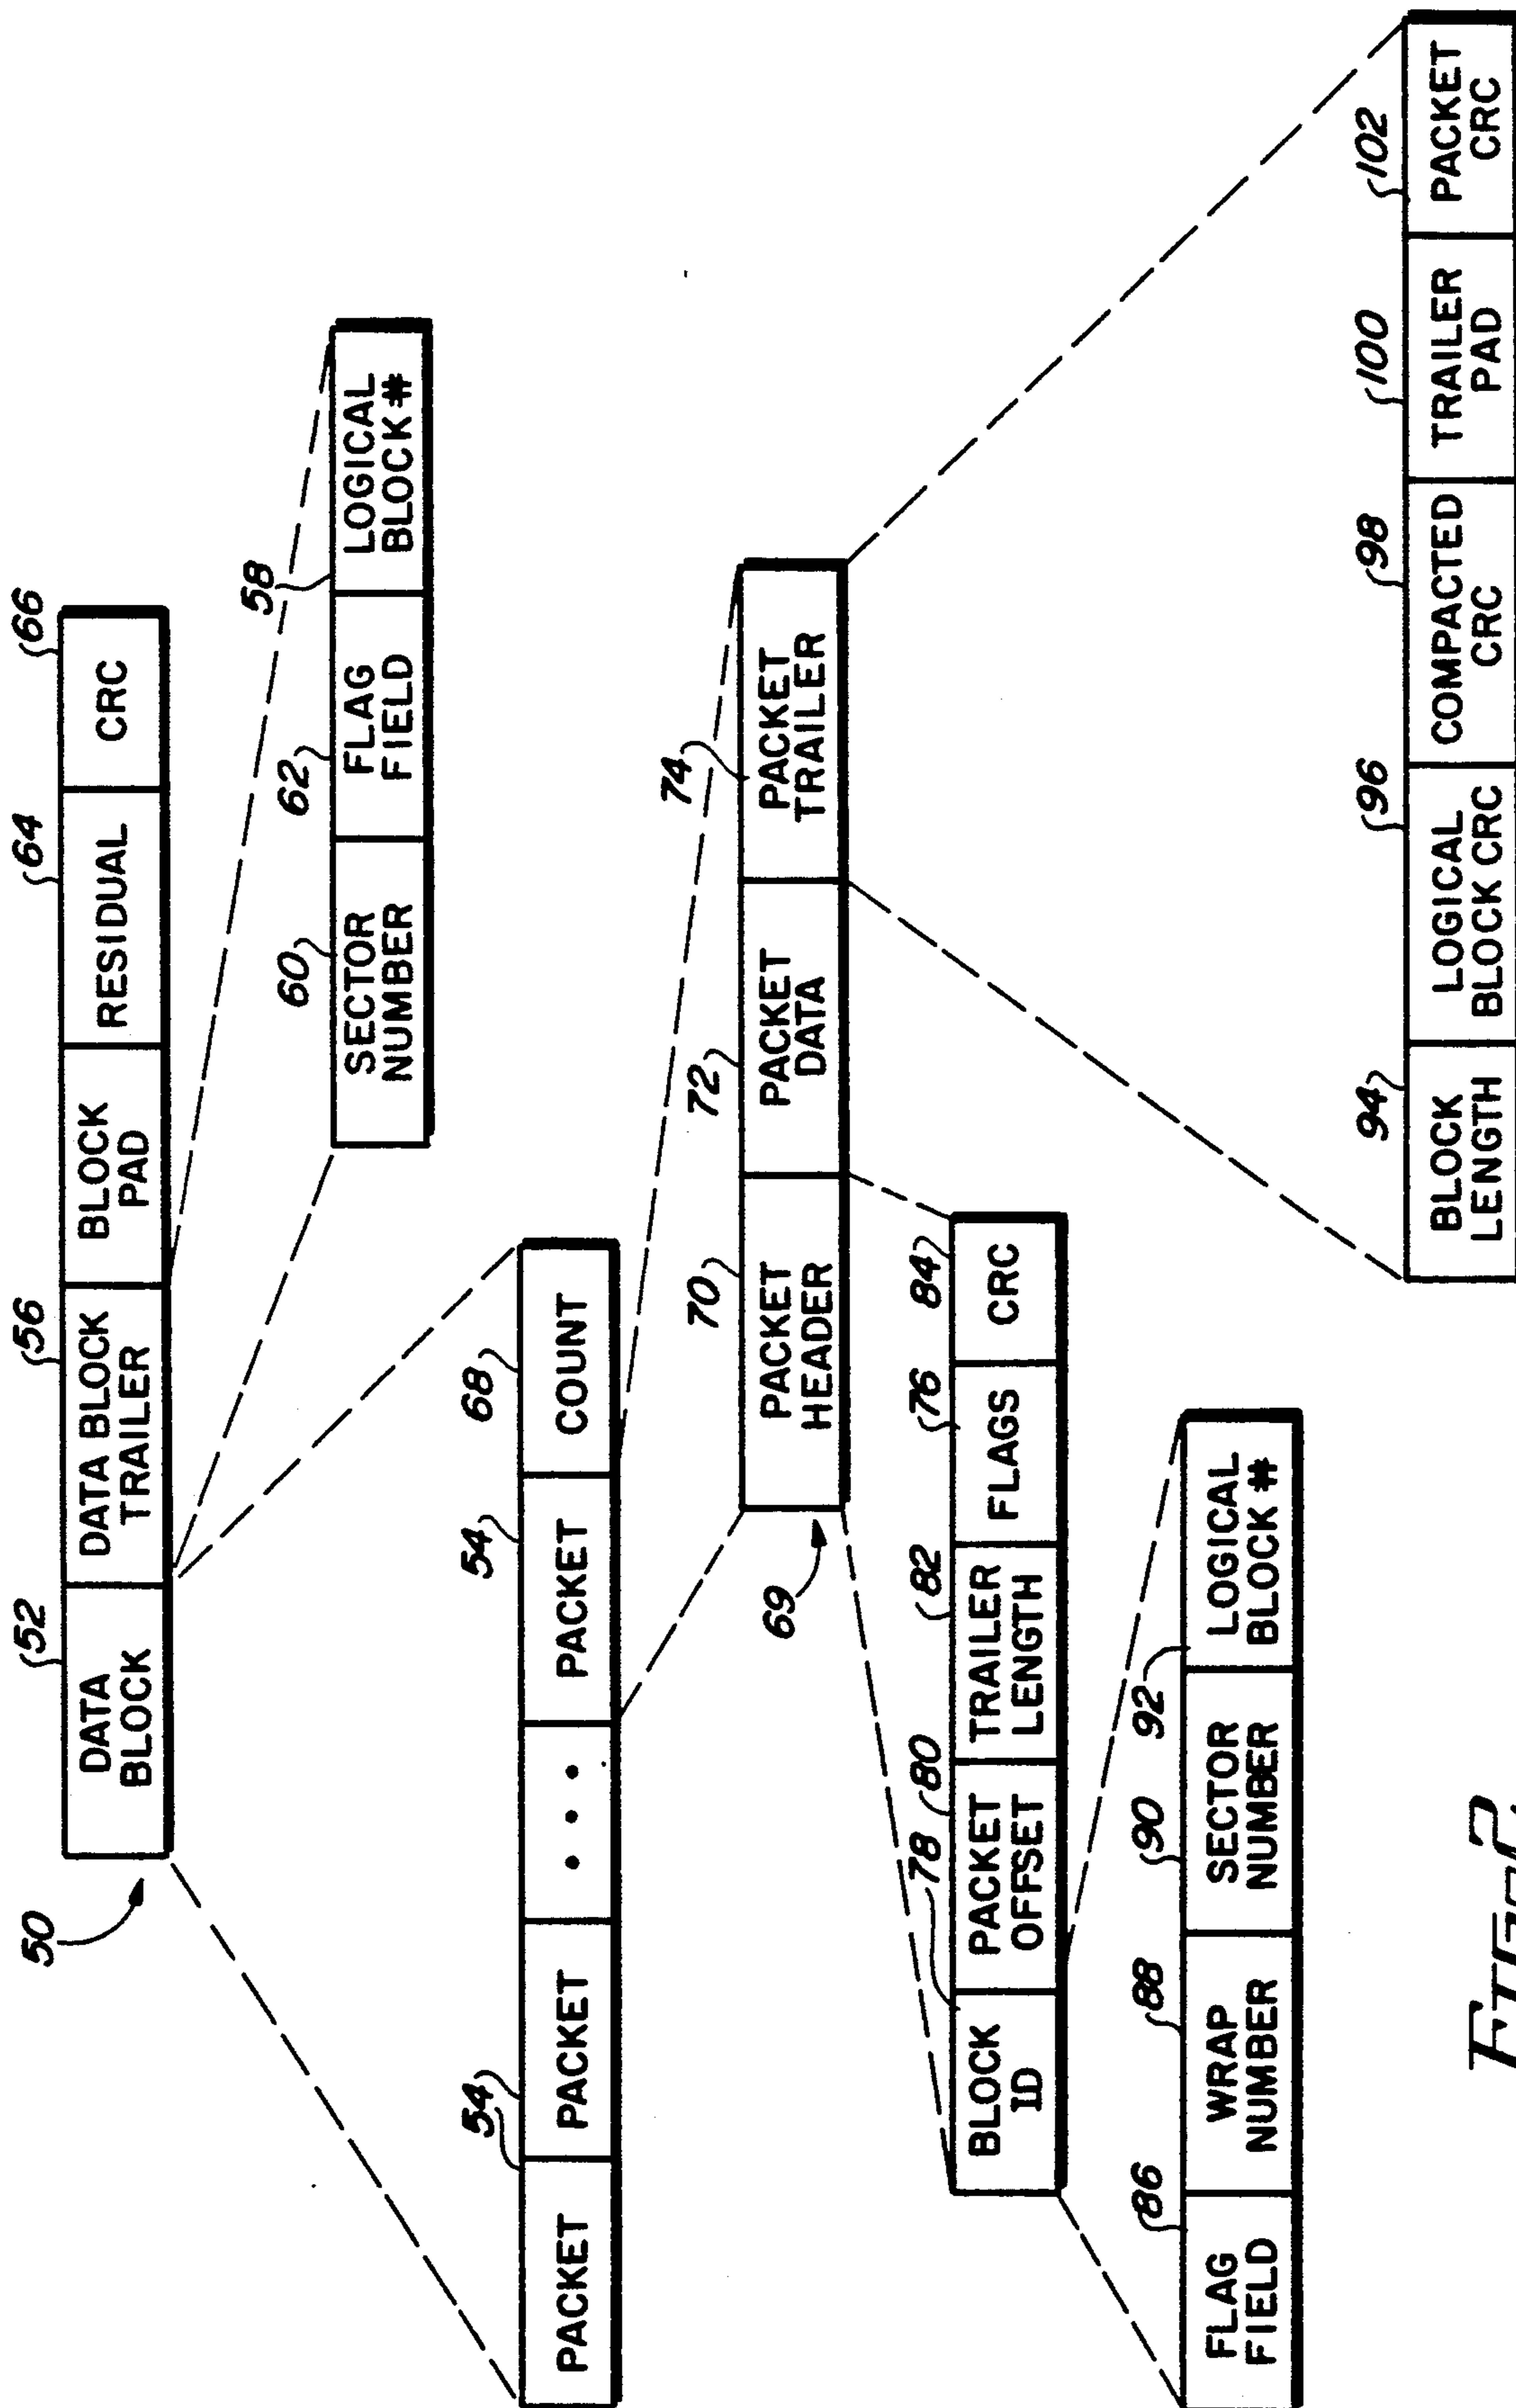 50
52 56 64 66
DATA BLOCK
DATA BLOCK TRAILER
BLOCK PAD
RESIDUAL
CRC
60 62 58
SECTOR NUMBER
FLAG FIELD
LOGICAL BLOCK #
54 54 54 68
PACKET
PACKET
• • •
PACKET
COUNT
69
70 72 74
PACKET HEADER
PACKET DATA
PACKET TRAILER
78 80 82 76 84
BLOCK ID
PACKET OFFSET
TRAILER LENGTH
FLAGS
CRC
86 88 90 92
FLAG FIELD
WRAP NUMBER
SECTOR NUMBER
LOGICAL BLOCK #
94 96 98 100 102
BLOCK LENGTH
LOGICAL BLOCK CRC
COMPACTED CRC
TRAILER PAD
PACKET CRC